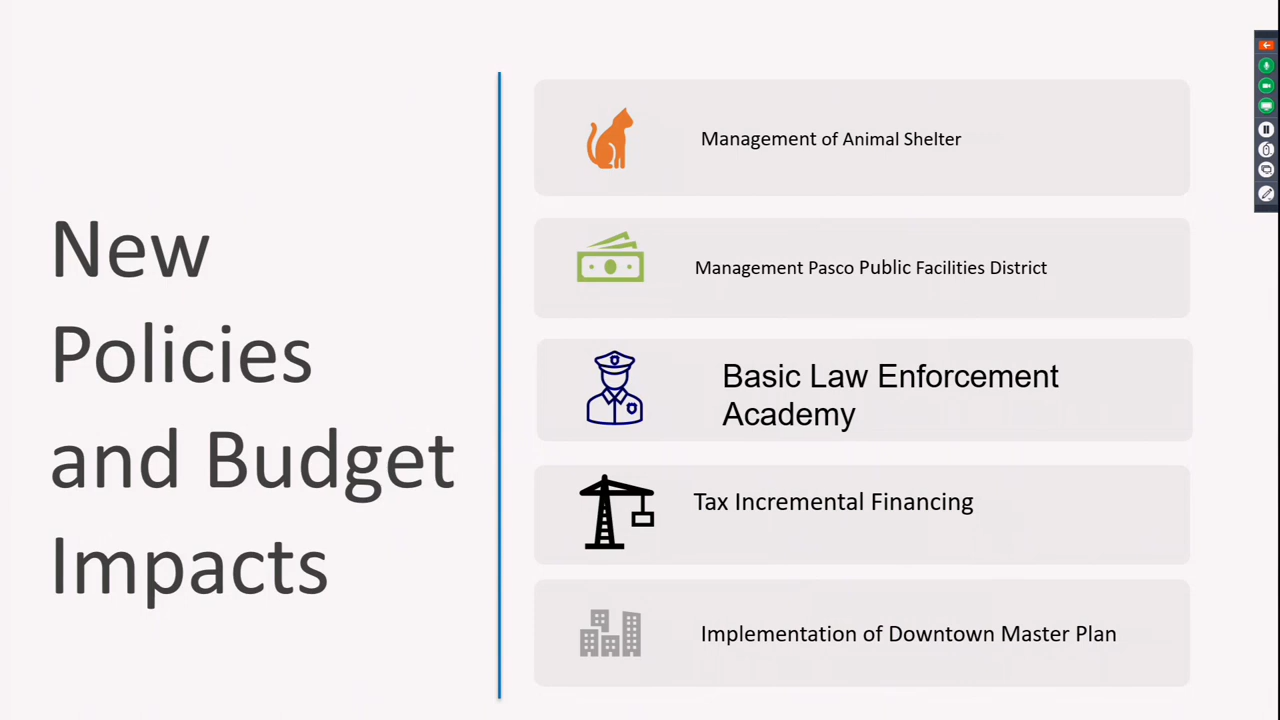 New
Policies
and Budget
Impacts
Management of Animal Shelter
Management Pasco Public Facilities District
Basic Law Enforcement
Academy
Tax Incremental Financing
Implementation of Downtown Master Plan